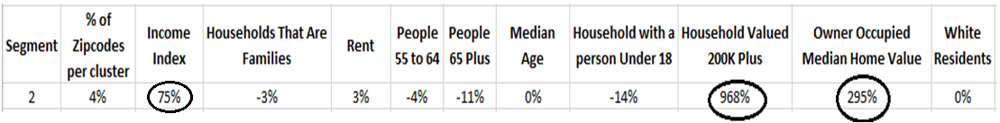 Segment % of Zipcodes per cluster Income Index Households That Are Families Rent People 55 to 64 People 65 Plus Median Age Household with a person Under 18 Household Valued 200K Plus Owner Occupied Median Home Value White Residents
2 4% 75% -3% 3% -4% -11% 0% -14% 968% 295% 0%